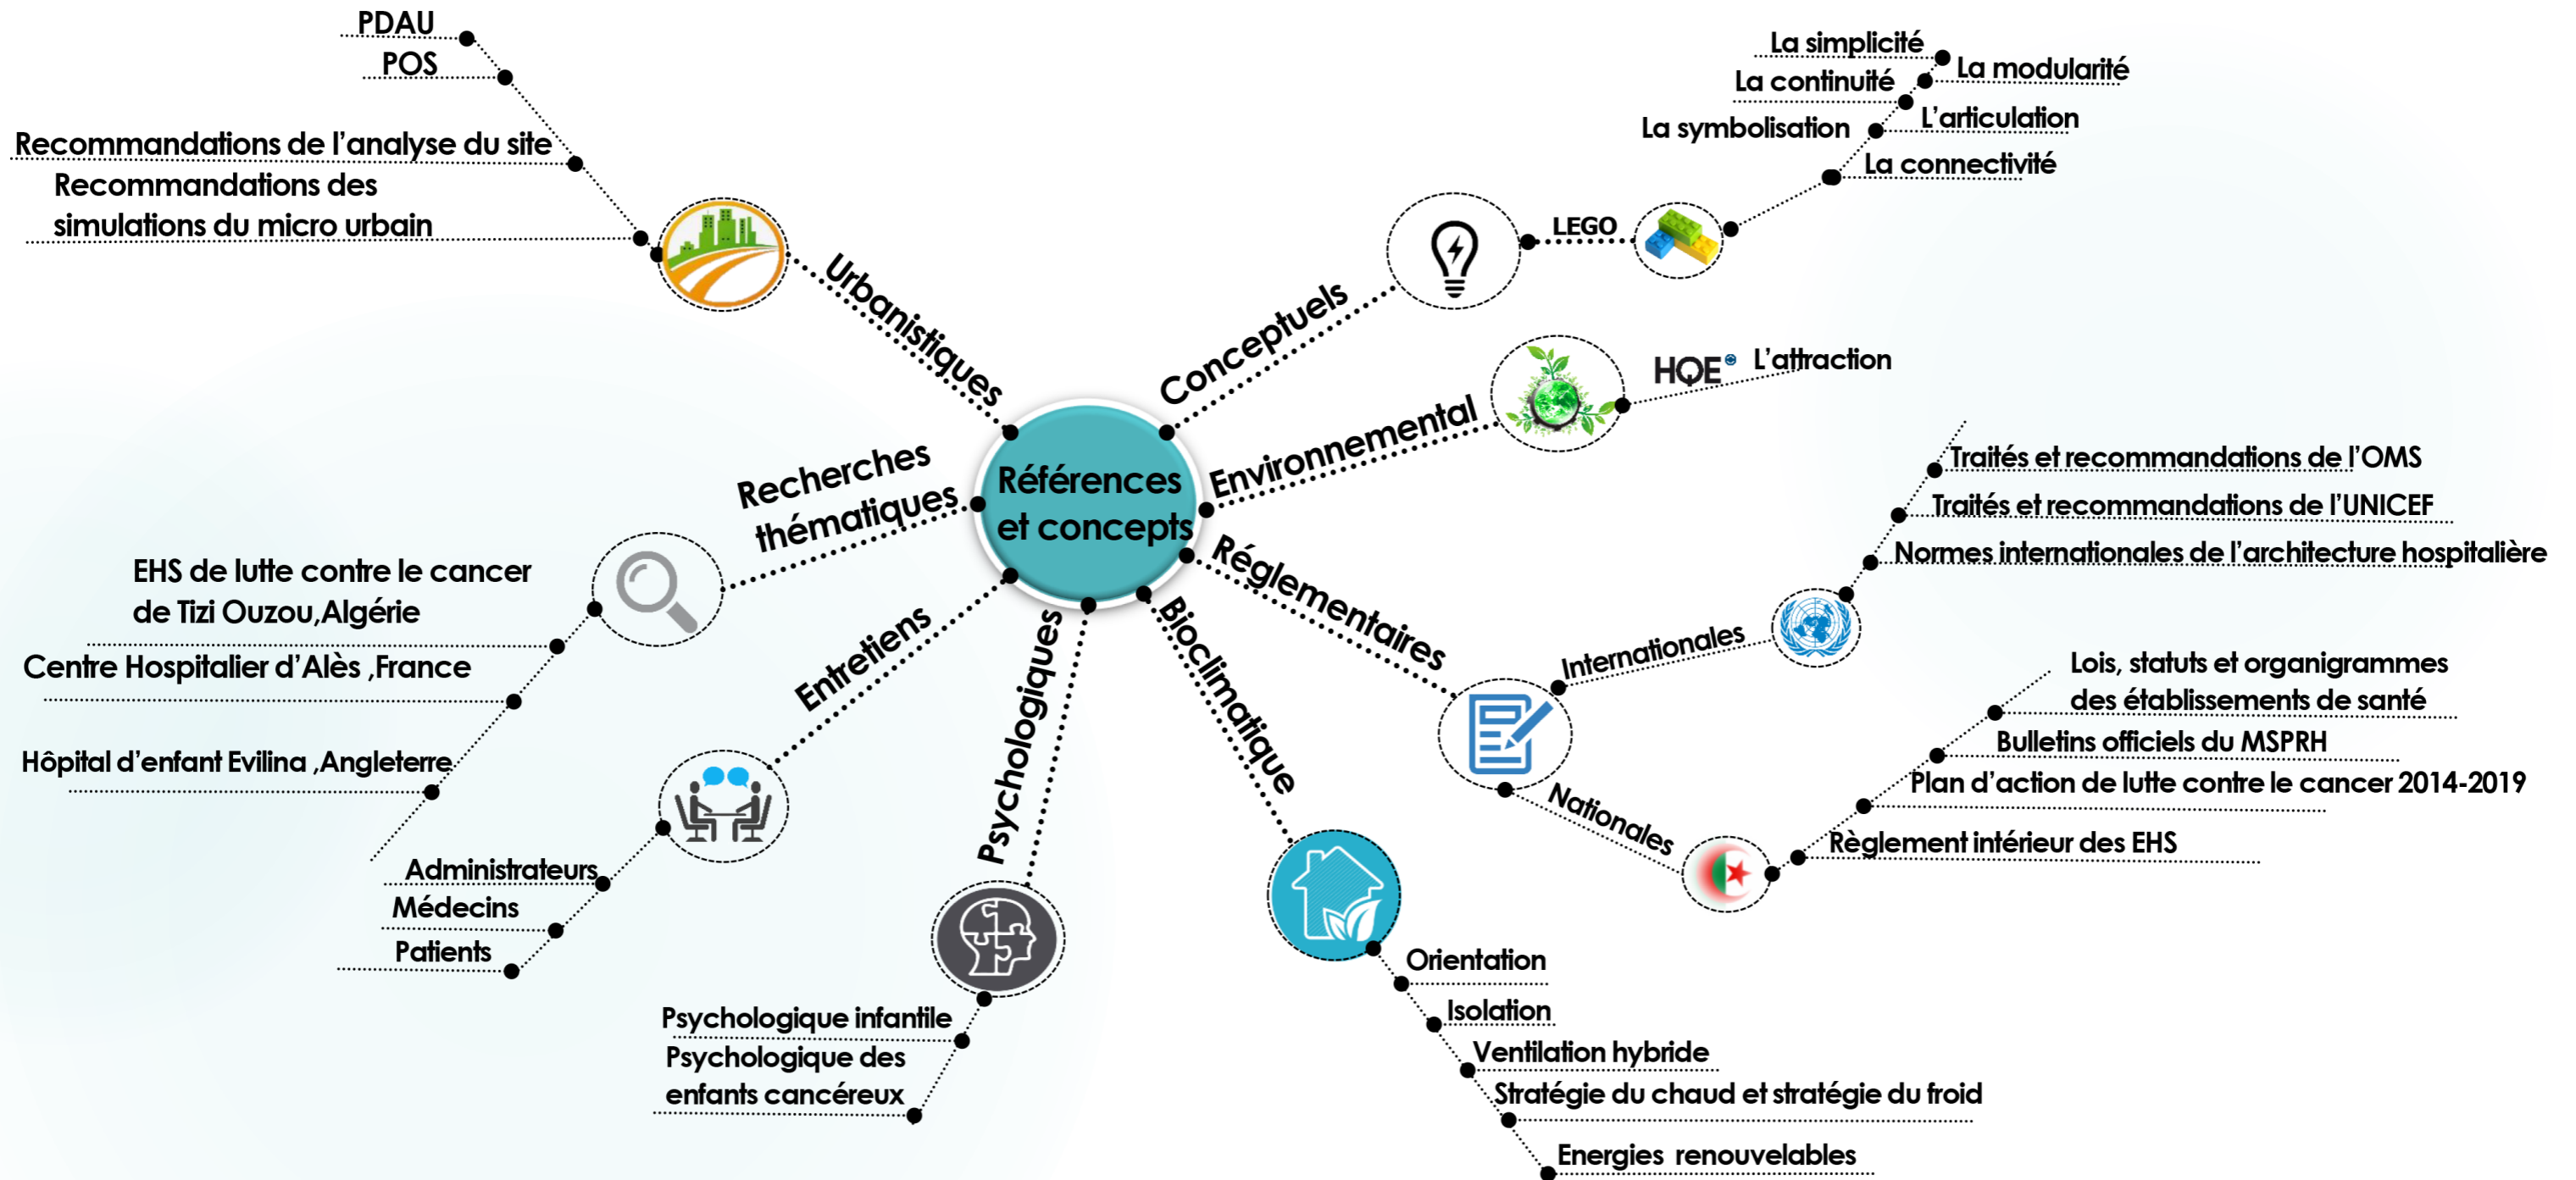 PDAU
POS
Recommandations de l'analyse du site
Recommandations des
simulations du micro urbain
Urbanistiques
La simplicité
La modularité
La continuité
L'articulation
La symbolisation
La connectivité
LEGO
Conceptuels
HQE
L'attraction
Environnemental
Références
et concepts
Recherches
thématiques
EHS de lutte contre le cancer
de Tizi Ouzou,Algérie
Centre Hospitalier d'Alès ,France
Hôpital d'enfant Evilina ,Angleterre
Entretiens
Administrateurs
Médecins
Patients
Psychologiques
Psychologique infantile
Psychologique des
enfants cancéreux
Bioclimatique
Orientation
Isolation
Ventilation hybride
Stratégie du chaud et stratégie du froid
Energies renouvelables
Réglementaires
Internationales
Traités et recommandations de l'OMS
Traités et recommandations de l'UNICEF
Normes internationales de l'architecture hospitalière
Nationales
Lois, statuts et organigrammes
des établissements de santé
Bulletins officiels du MSPRH
Plan d'action de lutte contre le cancer 2014-2019
Règlement intérieur des EHS